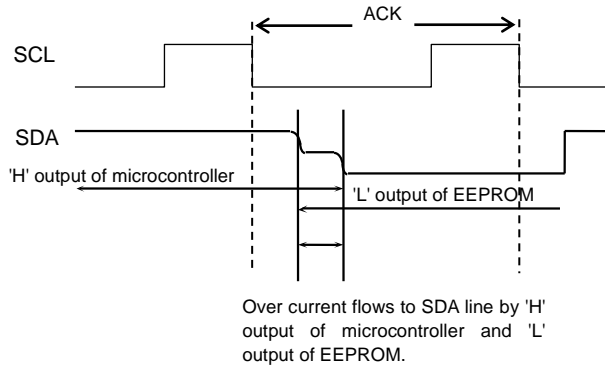 ACK
SCL
SDA
'H' output of microcontroller
'L' output of EEPROM
Over current flows to SDA line by 'H'
output of microcontroller and 'L'
output of EEPROM.